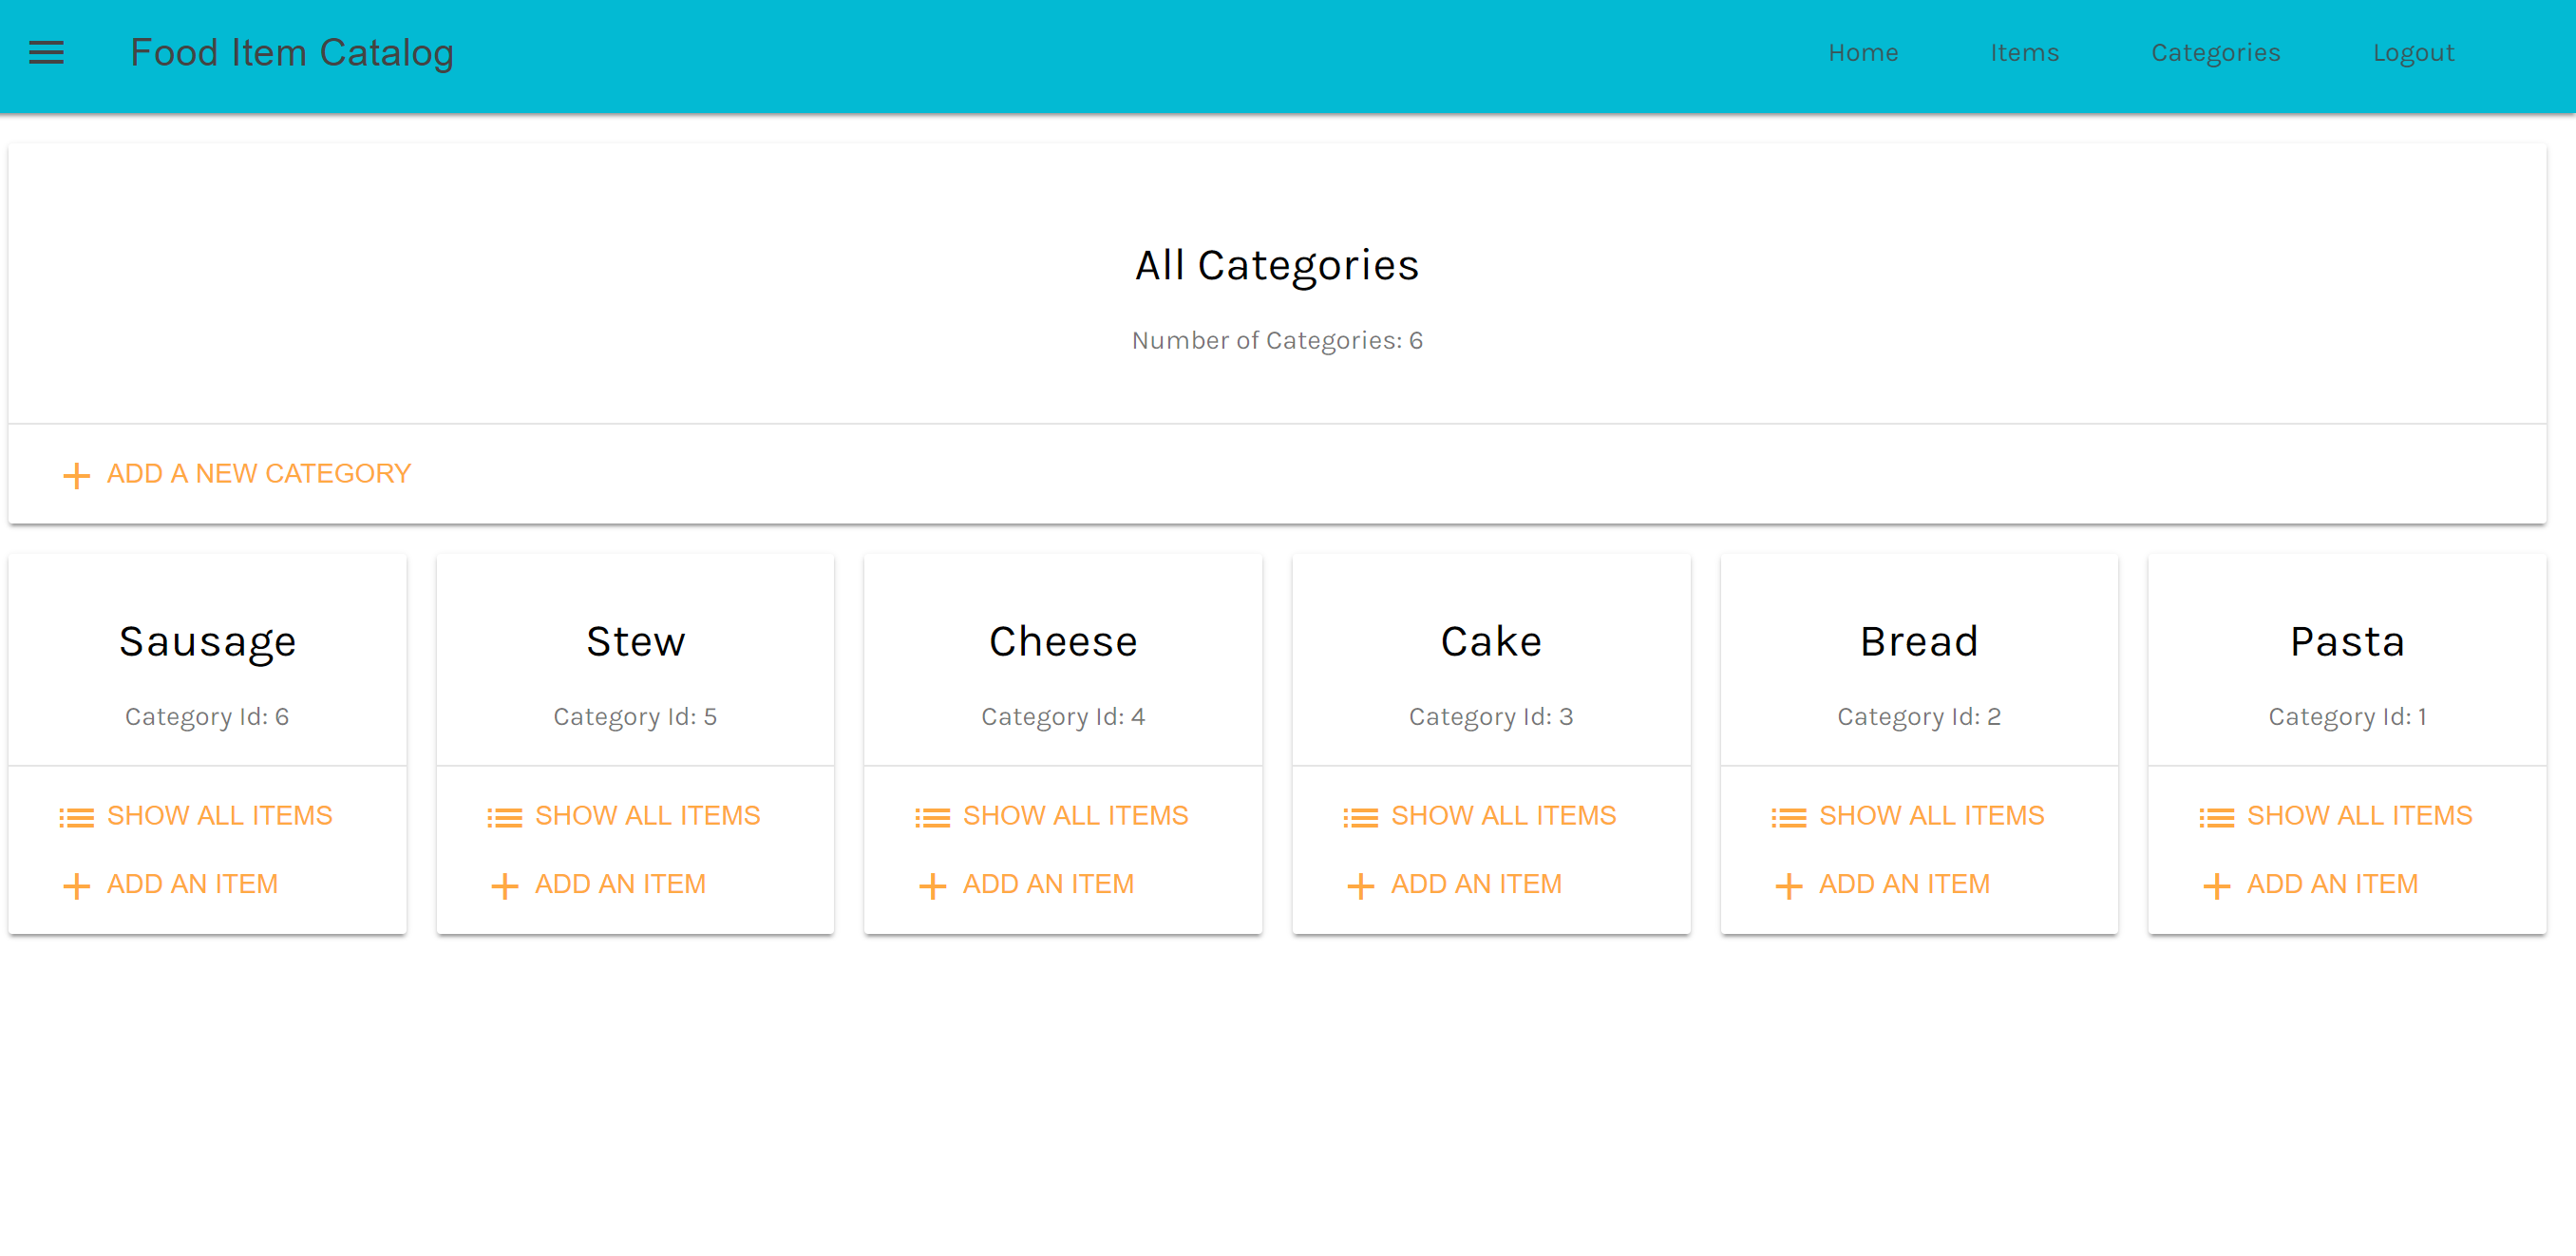 Food Item Catalog
Home Items Categories Logout
All Categories
Number of Categories: 6
ADD A NEW CATEGORY
Sausage
Category Id: 6
SHOW ALL ITEMS
ADD AN ITEM
Stew
Category Id: 5
SHOW ALL ITEMS
ADD AN ITEM
Cheese
Category Id: 4
SHOW ALL ITEMS
ADD AN ITEM
Cake
Category Id: 3
SHOW ALL ITEMS
ADD AN ITEM
Bread
Category Id: 2
SHOW ALL ITEMS
ADD AN ITEM
Pasta
Category Id: 1
SHOW ALL ITEMS
ADD AN ITEM